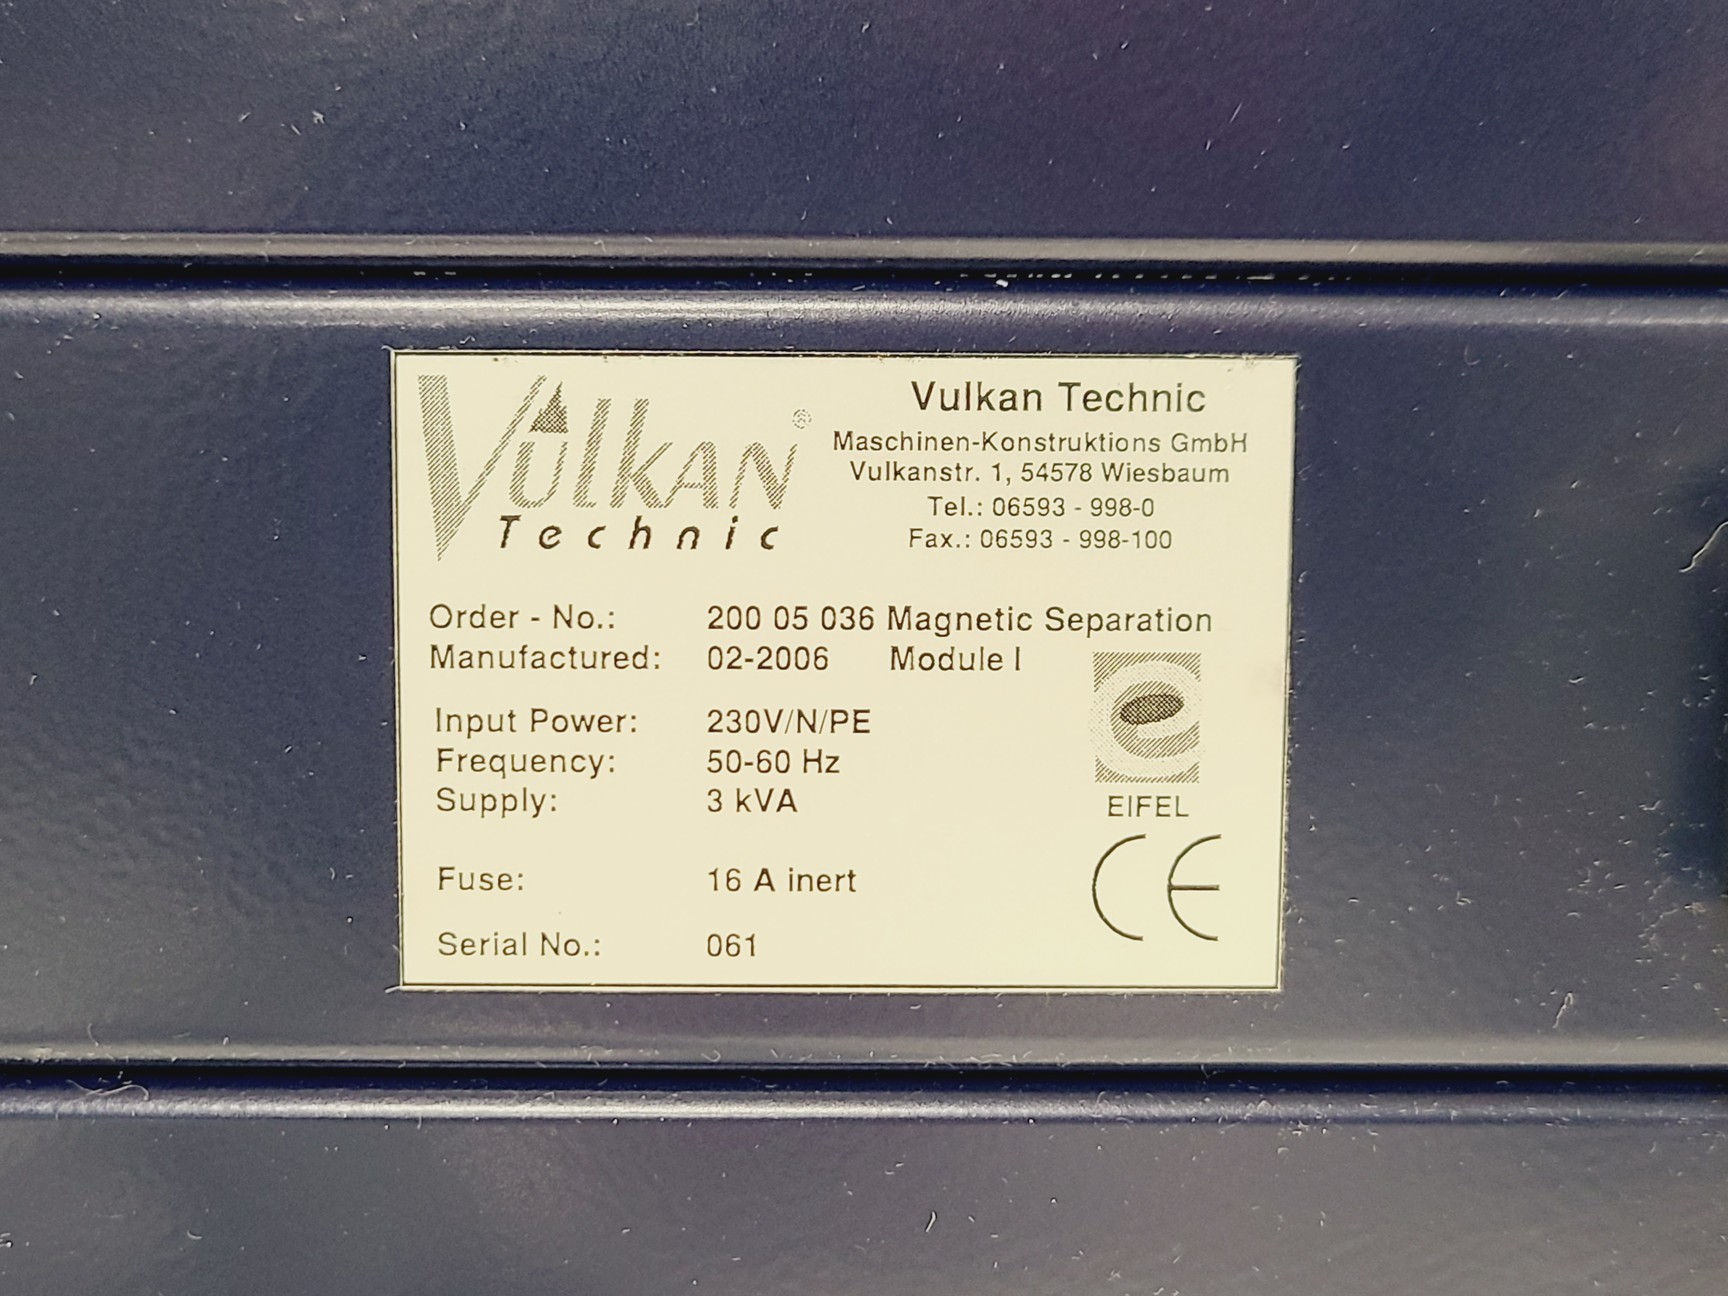 Vulkan®
Technic
Vulkan Technic
Maschinen-Konstruktions GmbH
Vulkanstr. 1, 54578 Wiesbaum
Tel.: 06593 - 998-0
Fax.: 06593 - 998-100
Order - No.: 200 05 036 Magnetic Separation
Manufactured: 02-2006 Module I
Input Power: 230V/N/PE
Frequency: 50-60 Hz
Supply: 3 kVA
e
EIFEL
Fuse: 16 A inert
CE
Serial No.: 061